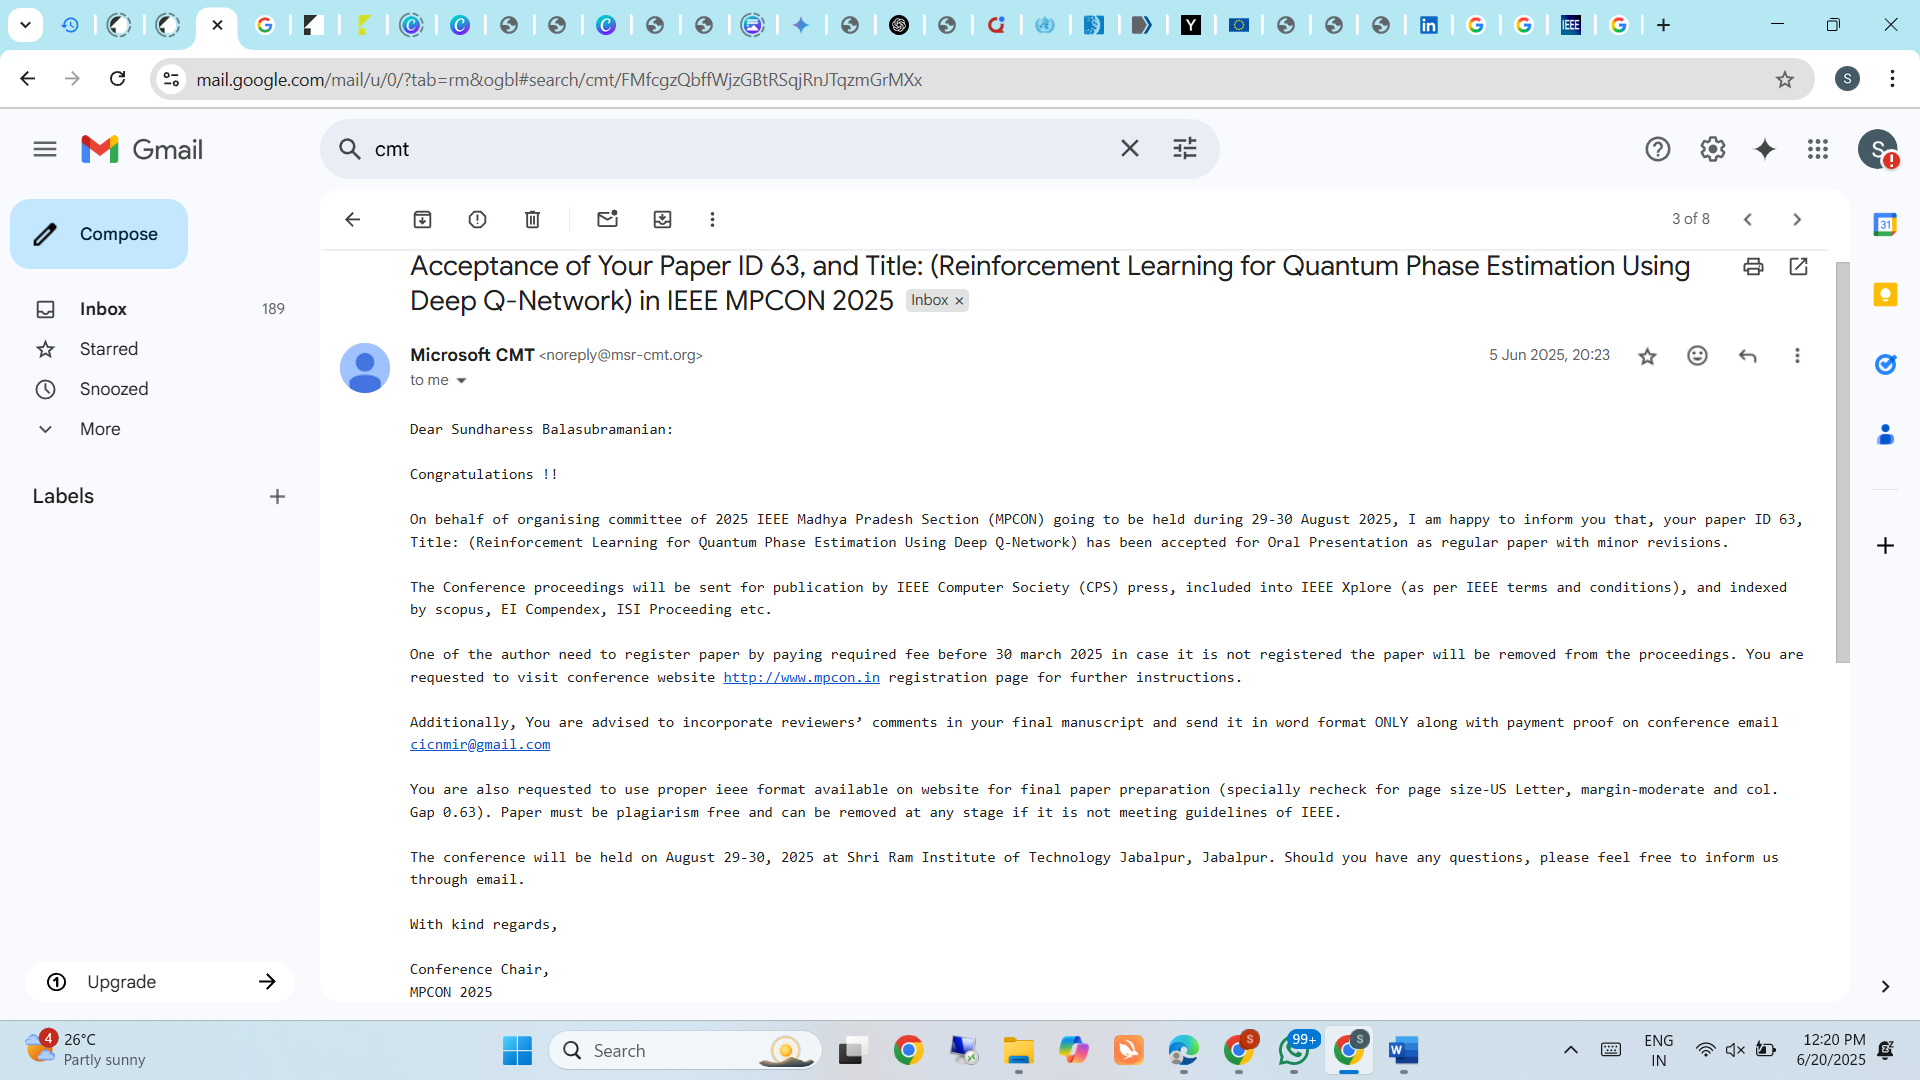 mail.google.com/mail/u/0/?tab=rm&ogbl#search/cmt/FMfcgzQbffWjzGBtRSqjRnJTqzmGrMXx
S
Gmail
cmt
S
Compose
3 of 8
Inbox 189
Starred
Snoozed
More
Labels
Upgrade
Acceptance of Your Paper ID 63, and Title: (Reinforcement Learning for Quantum Phase Estimation Using
Deep Q-Network) in IEEE MPCON 2025 Inbox ×
Microsoft CMT <noreply@msr-cmt.org> 5 Jun 2025, 20:23
to me
Dear Sundharess Balasubramanian:
Congratulations !!
On behalf of organising committee of 2025 IEEE Madhya Pradesh Section (MPCON) going to be held during 29-30 August 2025, I am happy to inform you that, your paper ID 63,
Title: (Reinforcement Learning for Quantum Phase Estimation Using Deep Q-Network) has been accepted for Oral Presentation as regular paper with minor revisions.
The Conference proceedings will be sent for publication by IEEE Computer Society (CPS) press, included into IEEE Xplore (as per IEEE terms and conditions), and indexed
by scopus, EI Compendex, ISI Proceeding etc.
One of the author need to register paper by paying required fee before 30 march 2025 in case it is not registered the paper will be removed from the proceedings. You are
requested to visit conference website http://www.mpcon.in registration page for further instructions.
Additionally, You are advised to incorporate reviewers’ comments in your final manuscript and send it in word format ONLY along with payment proof on conference email
cicnmir@gmail.com
You are also requested to use proper ieee format available on website for final paper preparation (specially recheck for page size-US Letter, margin-moderate and col.
Gap 0.63). Paper must be plagiarism free and can be removed at any stage if it is not meeting guidelines of IEEE.
The conference will be held on August 29-30, 2025 at Shri Ram Institute of Technology Jabalpur, Jabalpur. Should you have any questions, please feel free to inform us
through email.
With kind regards,
Conference Chair,
MPCON 2025
4
26°C
Partly sunny
Search
99+
ENG
IN
12:20 PM
6/20/2025